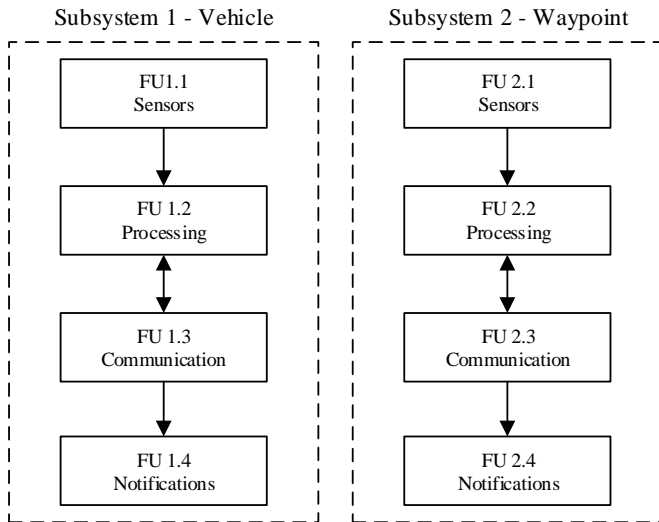 Subsystem 1 - Vehicle
FU1.1
Sensors
FU 1.2
Processing
FU 1.3
Communication
FU 1.4
Notifications
Subsystem 2 - Waypoint
FU 2.1
Sensors
FU 2.2
Processing
FU 2.3
Communication
FU 2.4
Notifications